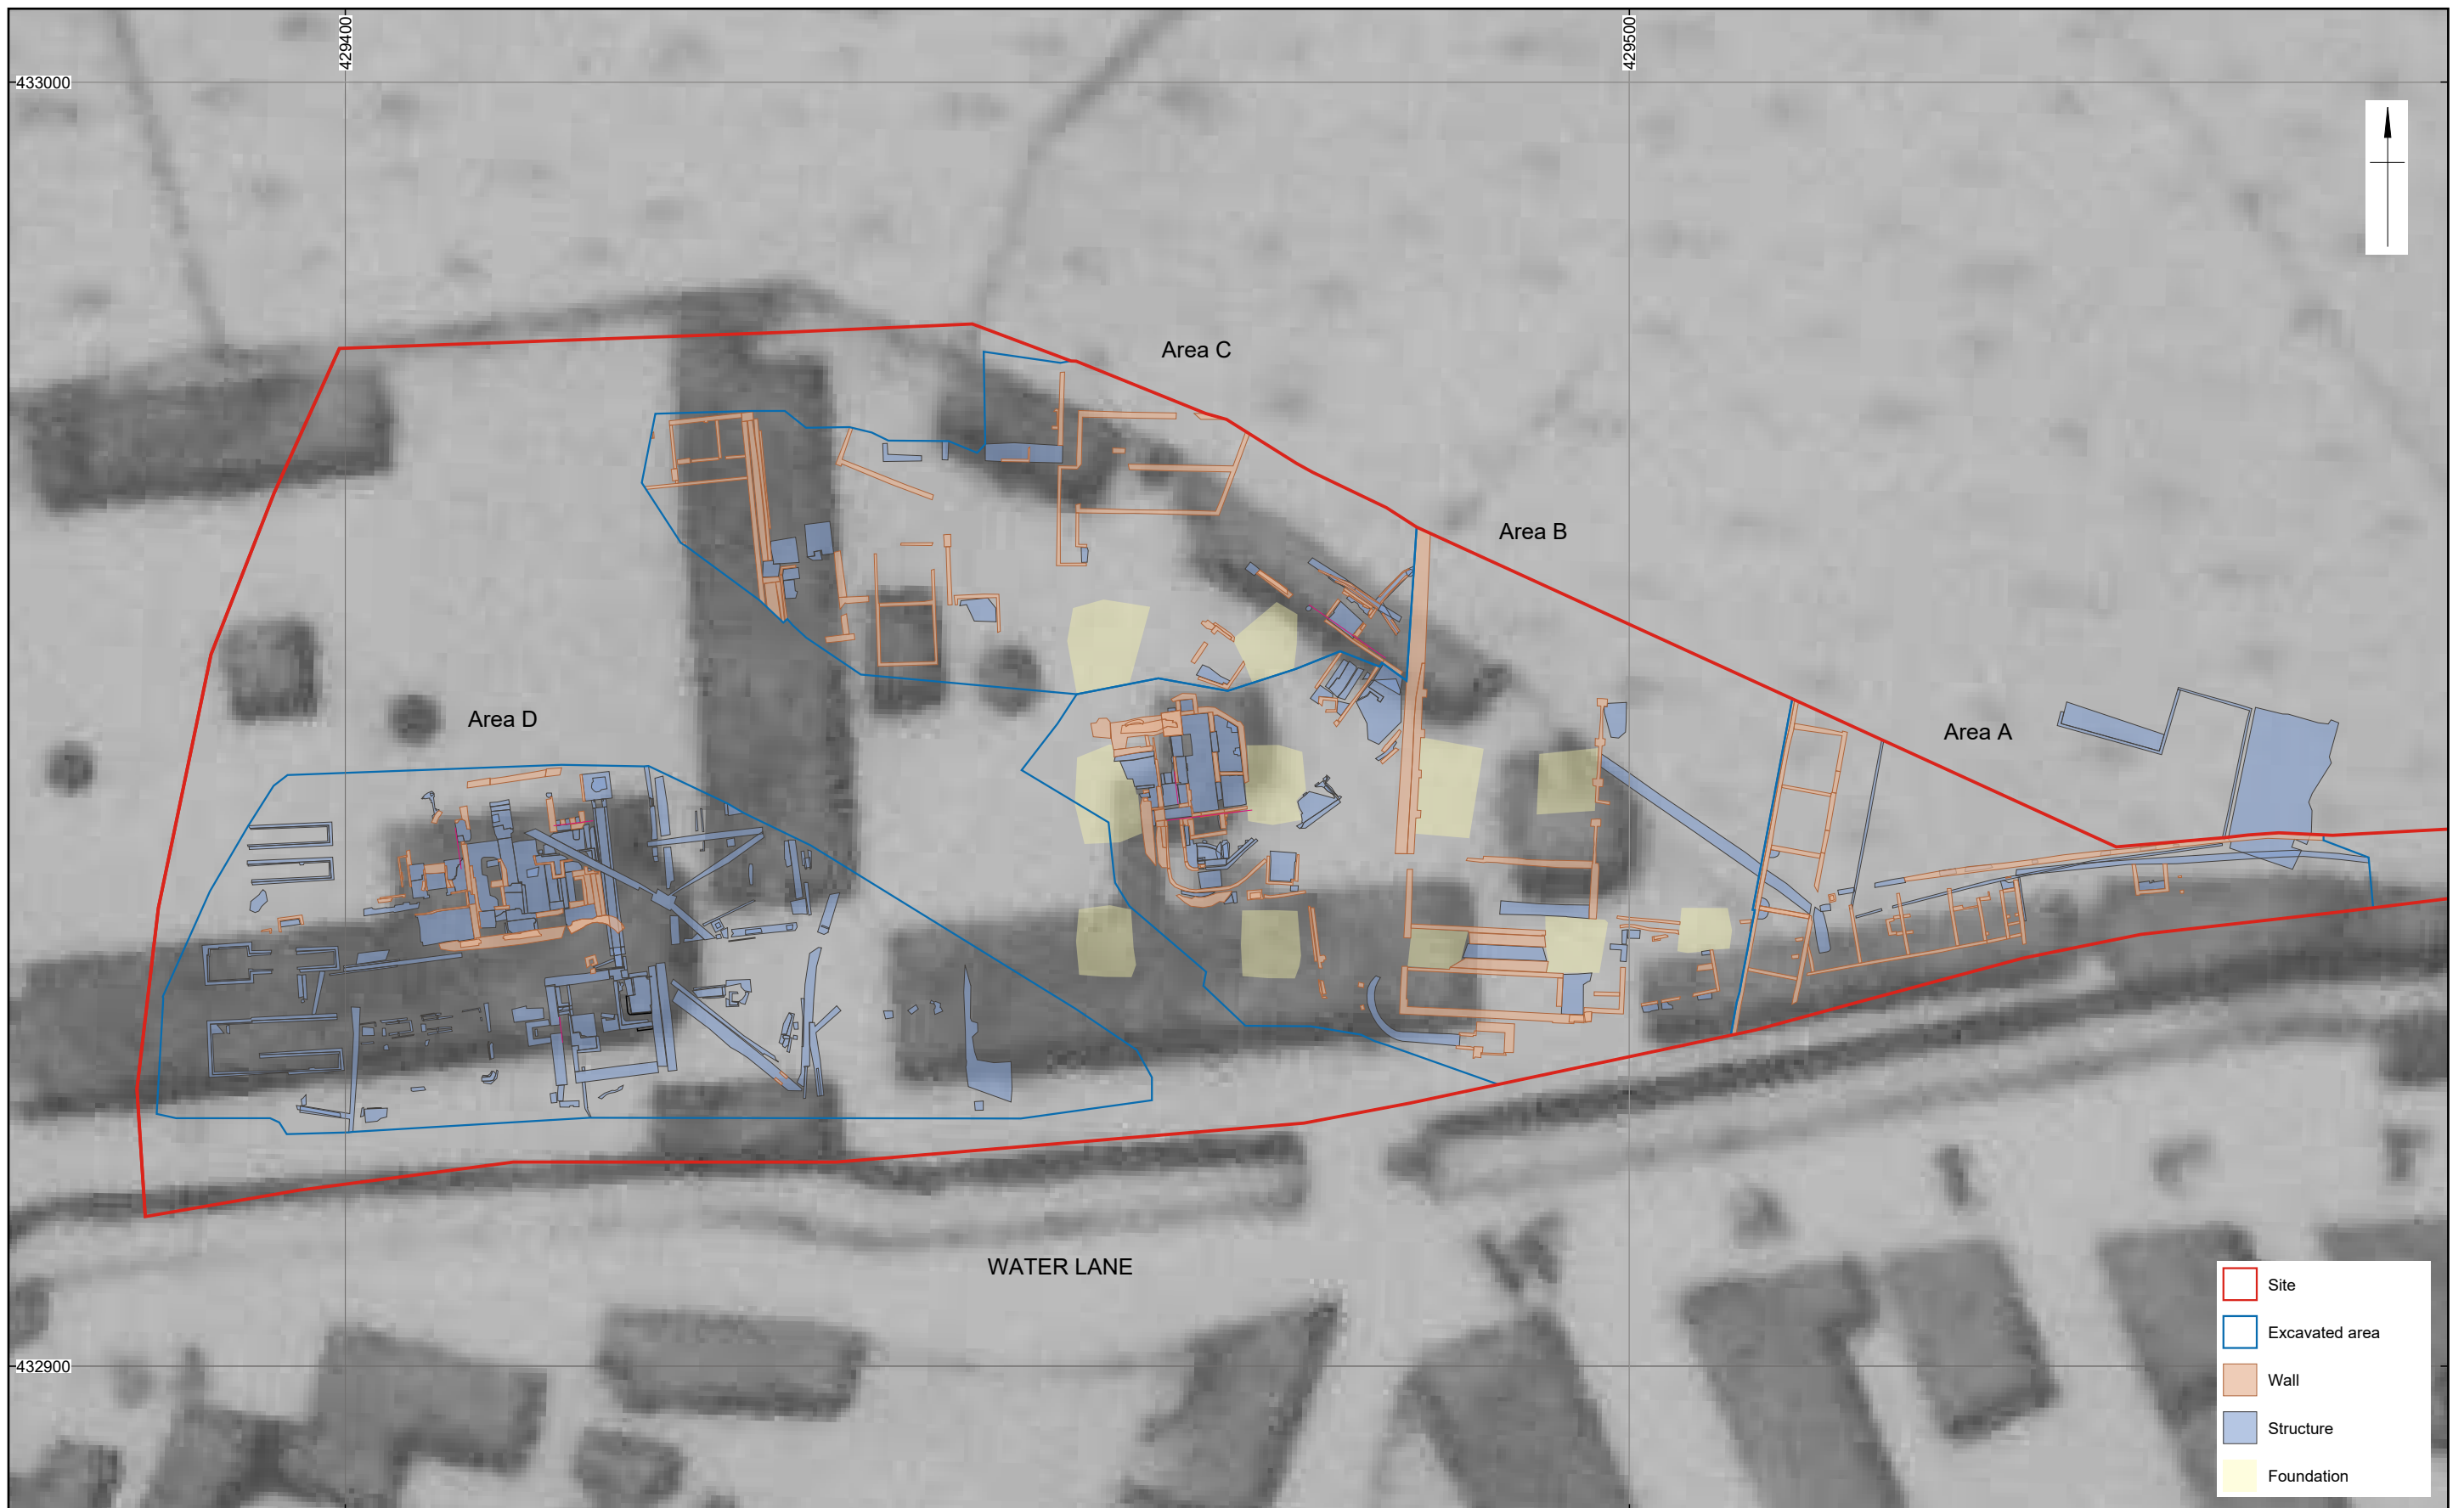 429400
429500
433000
Area C
Area B
Area D
Area A
WATER LANE
432900
Site
Excavated area
Wall
Structure
Foundation